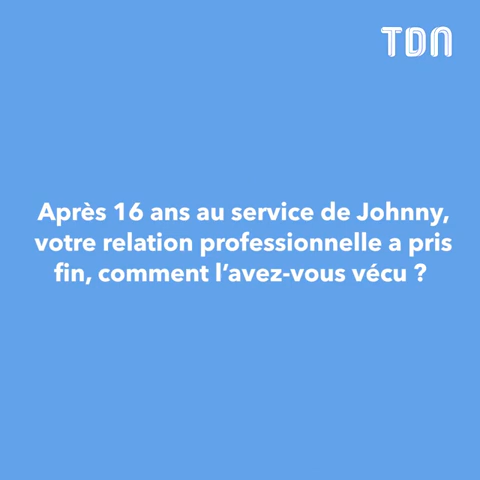 TDN
Après 16 ans au service de Johnny,
votre relation professionnelle a pris
fin, comment l’avez-vous vécu ?